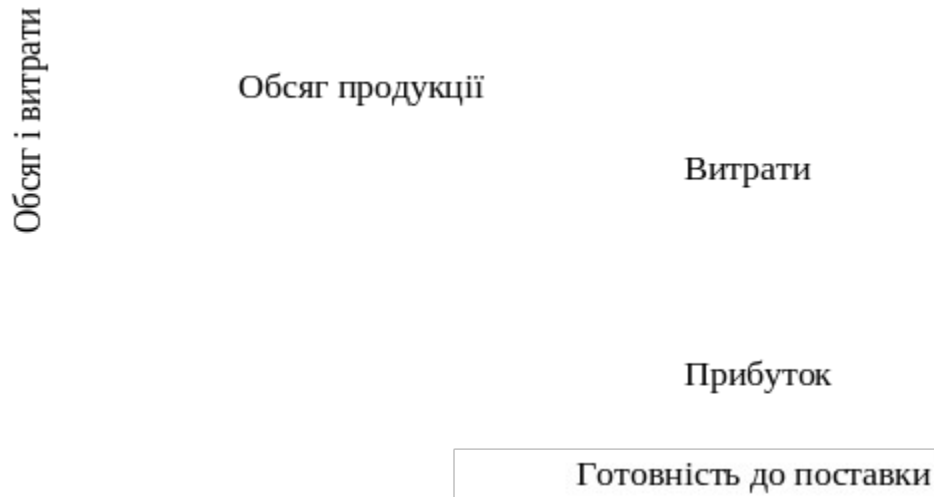 Обсяг і витрати
Обсяг продукції
Витрати
Прибуток
Готовність до поставки